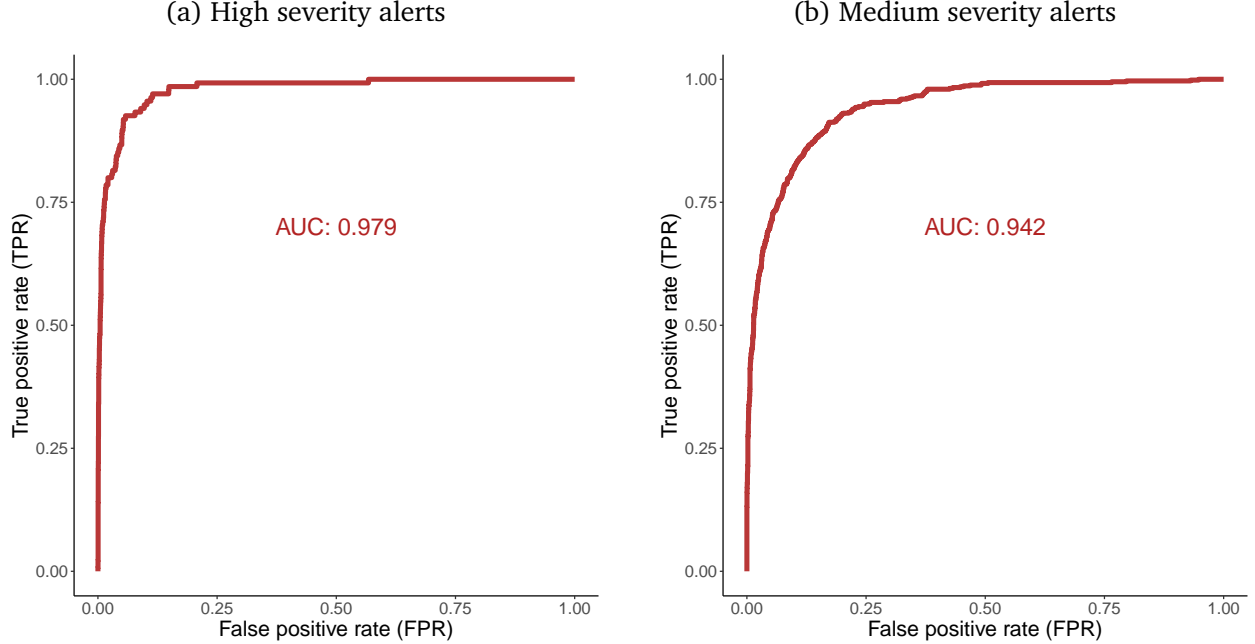 (a) High severity alerts
1.00
0.75
0.50
0.25
0.00
True positive rate (TPR)
AUC: 0.979
0.00 0.25 0.50 0.75 1.00
False positive rate (FPR)
(b) Medium severity alerts
1.00
0.75
0.50
0.25
0.00
True positive rate (TPR)
AUC: 0.942
0.00 0.25 0.50 0.75 1.00
False positive rate (FPR)